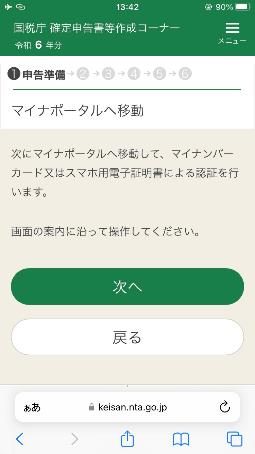 13:42
90%
国税庁 確定申告書等作成コーナー
令和 6 年分
メニュー
1 申告準備 2 3 4 5 6
マイナポータルへ移動
次にマイナポータルへ移動して、マイナンバー
カード又はスマホ用電子証明書による認証を行
います。
画面の案内に沿って操作してください。
次へ
戻る
ぁあ
keisan.nta.go.jp